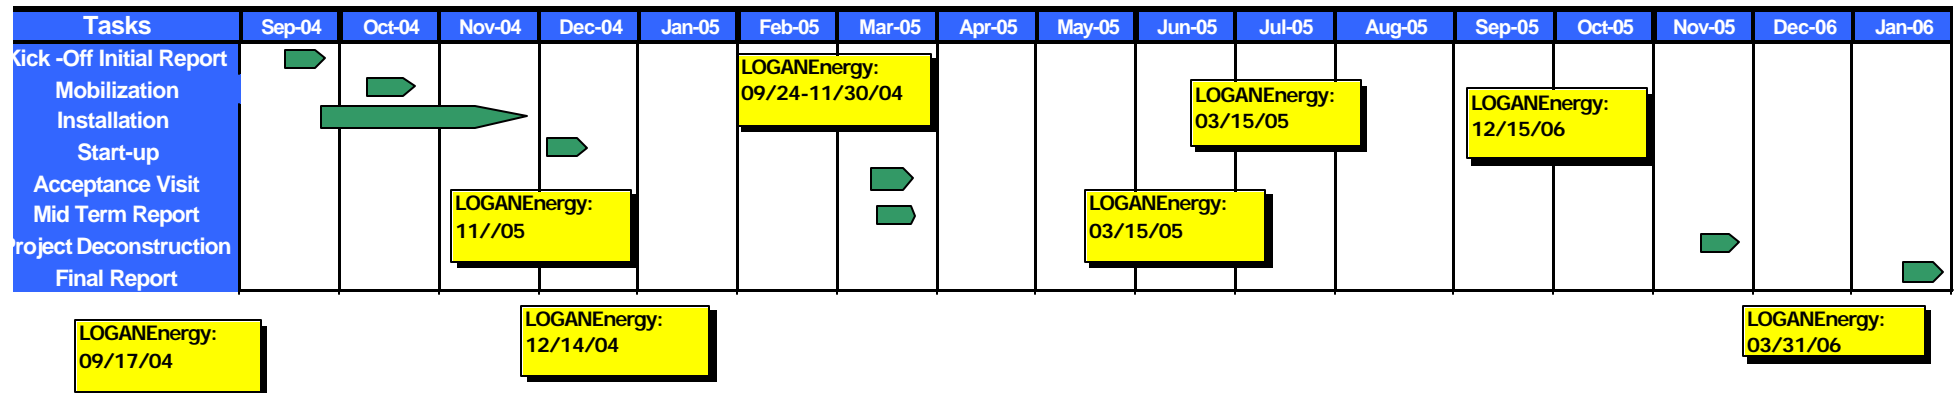 Tasks Sep-04 Oct-04 Nov-04 Dec-04 Jan-05 Feb-05 Mar-05 Apr-05 May-05 Jun-05 Jul-05 Aug-05 Sep-05 Oct-05 Nov-05 Dec-06 Jan-06
Kick -Off Initial Report
Mobilization
Installation
Start-up
Acceptance Visit
Mid Term Report
Project Deconstruction
Final Report
LOGANEnergy:
09/24-11/30/04
LOGANEnergy:
03/15/05
LOGANEnergy:
12/15/06
LOGANEnergy:
11//05
LOGANEnergy:
03/15/05
LOGANEnergy:
09/17/04
LOGANEnergy:
12/14/04
LOGANEnergy:
03/31/06